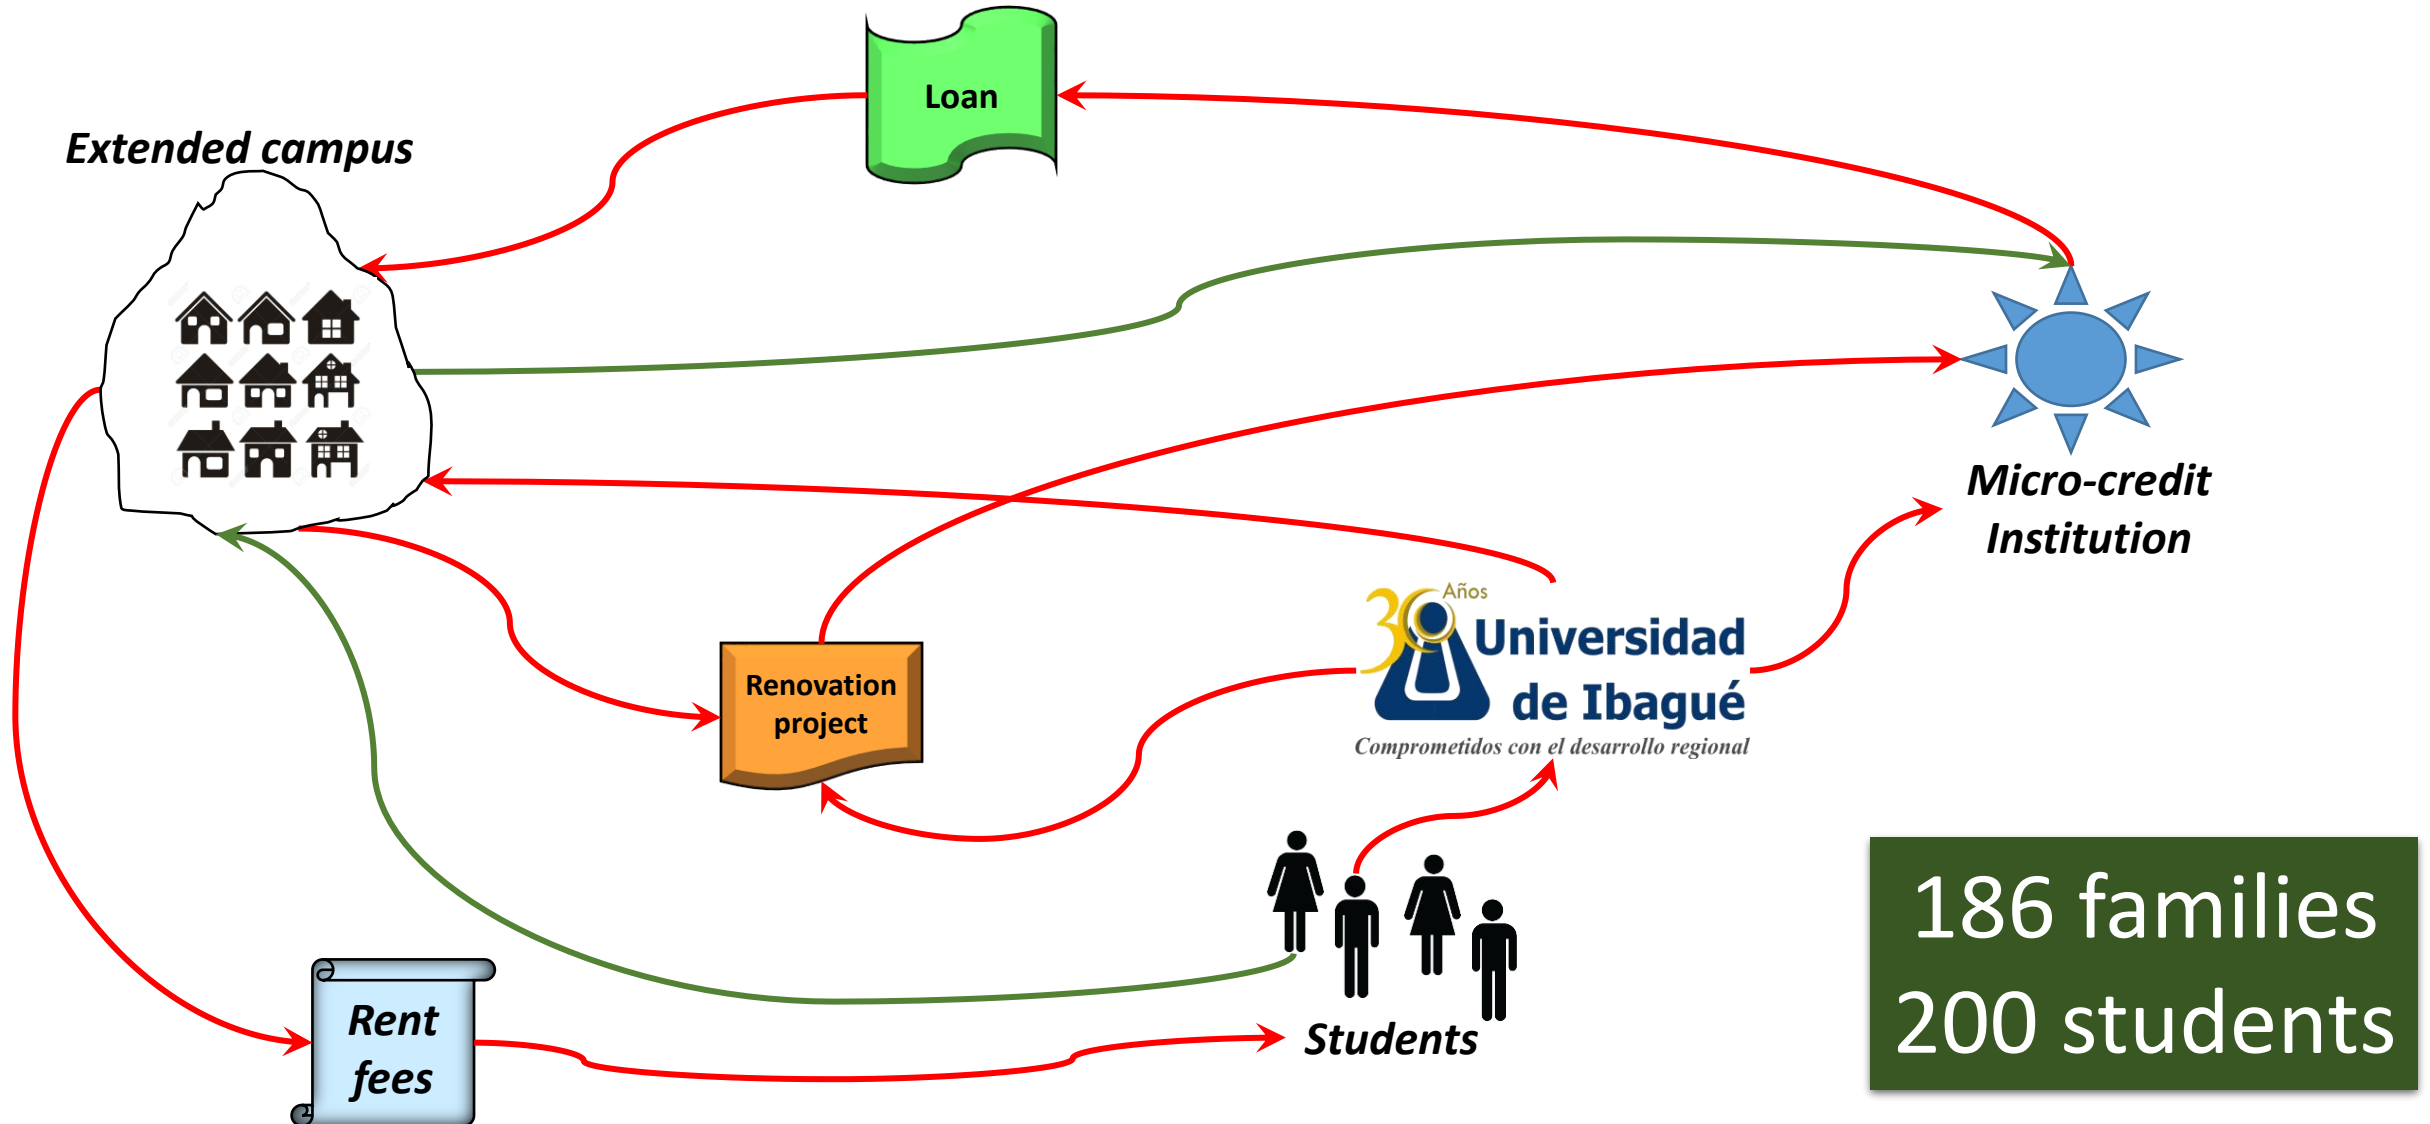 Loan
Extended campus
Micro-credit
Institution
30 Años
Universidad
de Ibagué
Comprometidos con el desarrollo regional
Renovation
project
186 families
200 students
Rent
fees
Students